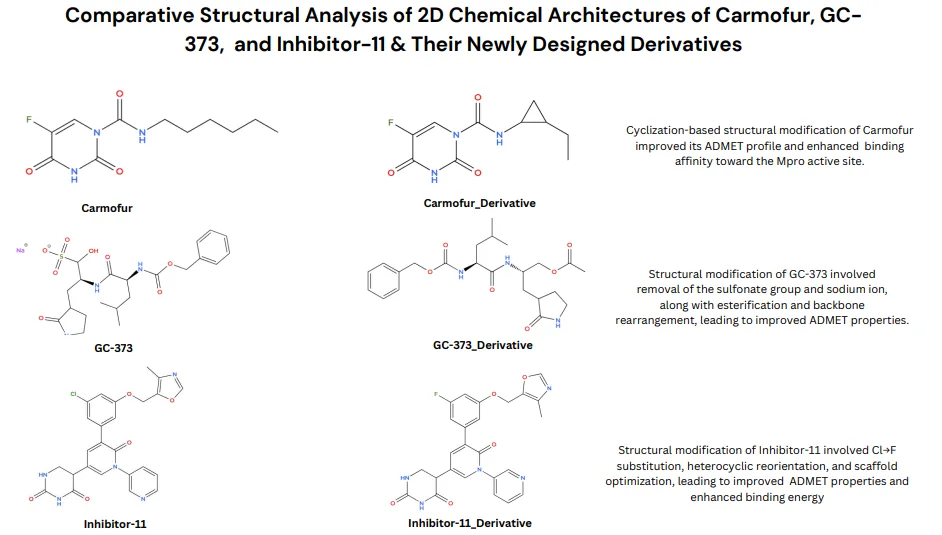 Comparative Structural Analysis of 2D Chemical Architectures of Carmofur, GC-
373, and Inhibitor-11 & Their Newly Designed Derivatives
O
F
N
N
H
O
N
H
O
Carmofur
O
F
N
N
H
O
N
H
O
Carmofur_Derivative
Cyclization-based structural modification of Carmofur
improved its ADMET profile and enhanced binding
affinity toward the Mpro active site.
Na⊕
O
O⊖
S
OH
O
O
N
H
H
N
O
O
O
GC-373
O
O
N
H
O
H
N
O
O
O
N
H
GC-373_Derivative
Structural modification of GC-373 involved
removal of the sulfonate group and sodium ion,
along with esterification and backbone
rearrangement, leading to improved ADMET properties.
Cl
O
N
O
O
N
HN
O
N
H
O
N
Inhibitor-11
F
O
O
N
O
N
HN
O
N
H
O
N
Inhibitor-11_Derivative
Structural modification of Inhibitor-11 involved Cl→F
substitution, heterocyclic reorientation, and scaffold
optimization, leading to improved ADMET properties and
enhanced binding energy